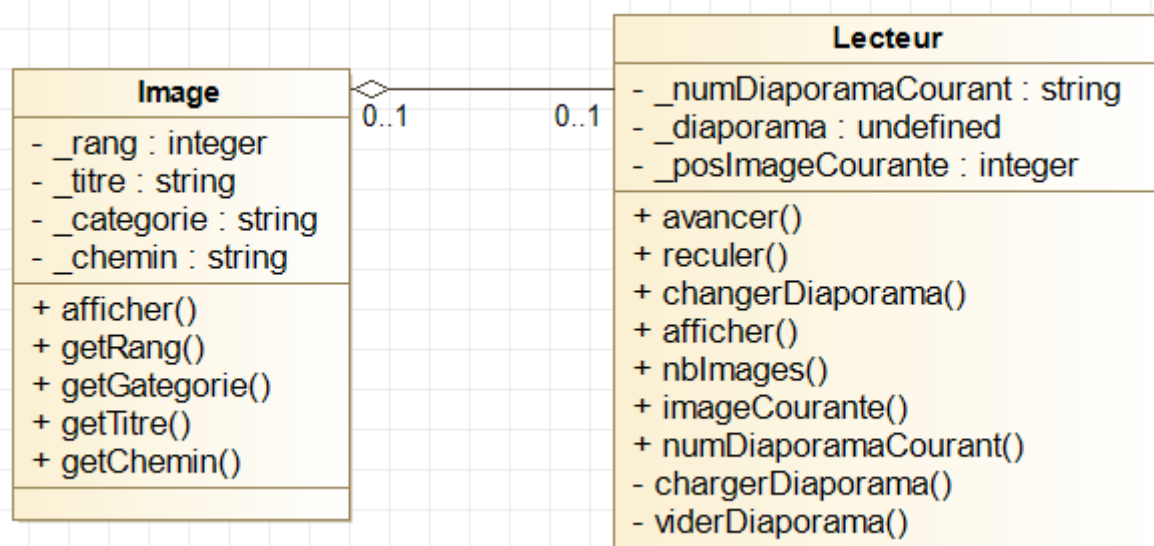 Image
- _rang : integer
- _titre : string
- _categorie : string
- _chemin : string
+ afficher()
+ getRang()
+ getGategorie()
+ getTitre()
+ getChemin()
0..1
0..1
Lecteur
- _numDiaporamaCourant : string
- _diaporama : undefined
- _posImageCourante : integer
+ avancer()
+ reculer()
+ changerDiaporama()
+ afficher()
+ nbImages()
+ imageCourante()
+ numDiaporamaCourant()
- chargerDiaporama()
- viderDiaporama()